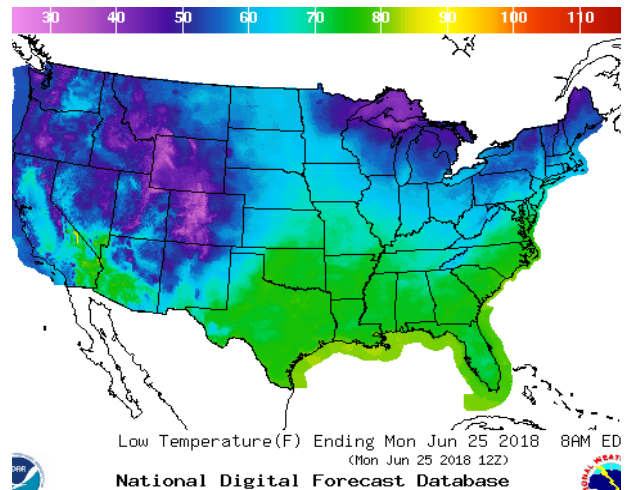 30 40 50 60 70 80 90 100 110
Low Temperature(F) Ending Mon Jun 25 2018 8AM ED
(Mon Jun 25 2018 12Z)
National Digital Forecast Database